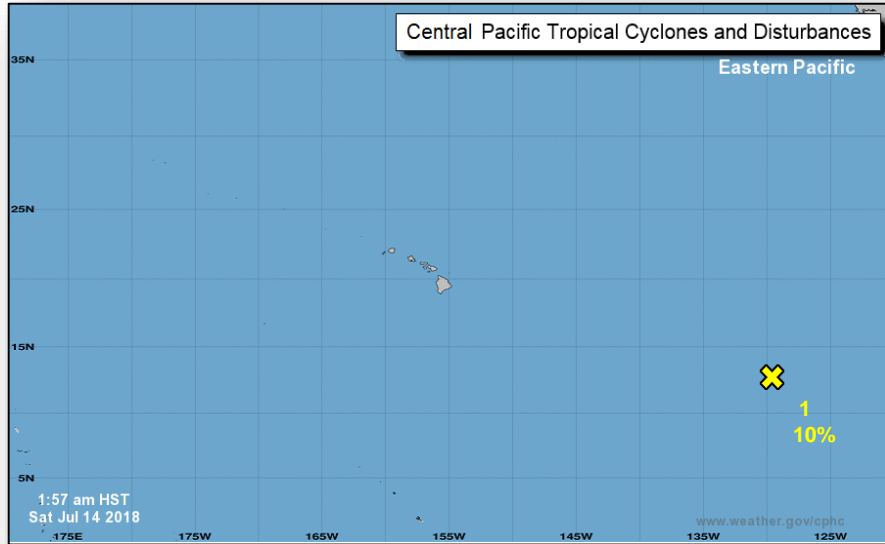 Central Pacific Tropical Cyclones and Disturbances
35N
Eastern Pacific
25N
15N
1
10%
5N
1:57 am HST
Sat Jul 14 2018
www.weather.gov/cphc
175E 175W 165W 155W 145W 135W 125W